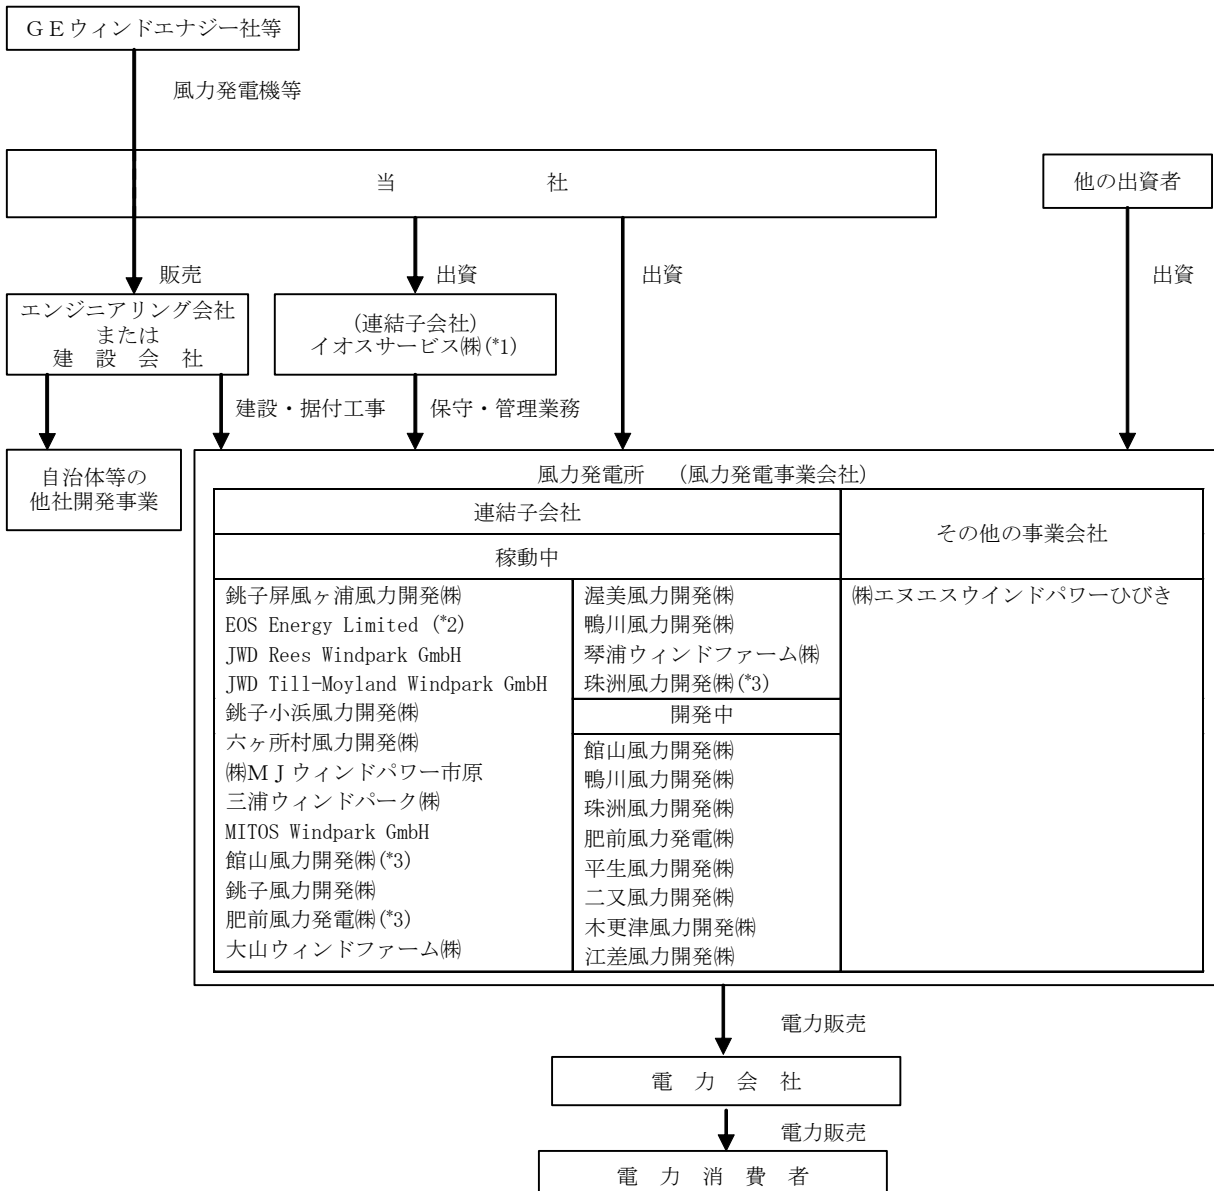 ＧＥウィンドエナジー社等
風力発電機等
当　　　　　　　社
他の出資者
販売
出資
出資
出資
エンジニアリング会社
または
建　設　会　社
(連結子会社)
イオスサービス㈱(*1)
建設・据付工事
保守・管理業務
自治体等の
他社開発事業
風力発電所　（風力発電事業会社）
連結子会社
その他の事業会社
稼動中
銚子屏風ヶ浦風力開発㈱
EOS Energy Limited (*2)
JWD Rees Windpark GmbH
JWD Till-Moyland Windpark GmbH
銚子小浜風力開発㈱
六ヶ所村風力開発㈱
㈱ＭＪウィンドパワー市原
三浦ウィンドパーク㈱
MITOS Windpark GmbH
館山風力開発㈱(*3)
銚子風力開発㈱
肥前風力発電㈱(*3)
大山ウィンドファーム㈱
渥美風力開発㈱
鴨川風力開発㈱
琴浦ウィンドファーム㈱
珠洲風力開発㈱(*3)
開発中
館山風力開発㈱
鴨川風力開発㈱
珠洲風力開発㈱
肥前風力発電㈱
平生風力開発㈱
二又風力開発㈱
木更津風力開発㈱
江差風力開発㈱
㈱エヌエスウインドパワーひびき
電力販売
電　力　会　社
電力販売
電　力　消　費　者